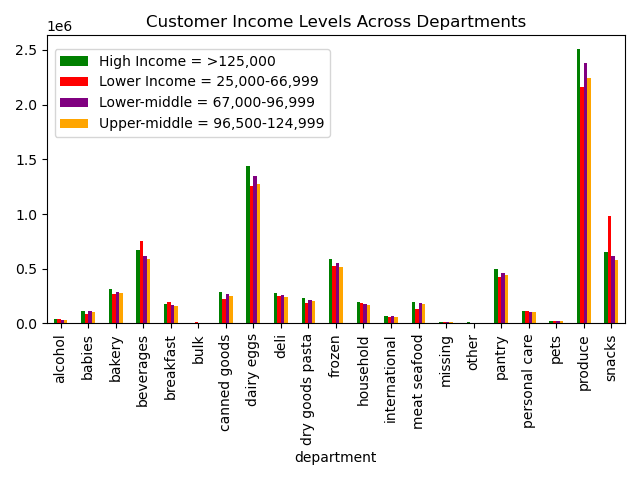 Customer Income Levels Across Departments
1e6
High Income = >125,000
Lower Income = 25,000-66,999
Lower-middle = 67,000-96,999
Upper-middle = 96,500-124,999
2.5
2.0
1.5
1.0
0.5
0.0
alcohol
babies
bakery
beverages
breakfast
bulk
canned goods
dairy eggs
deli
dry goods pasta
frozen
household
international
meat seafood
missing
other
pantry
personal care
pets
produce
snacks
department